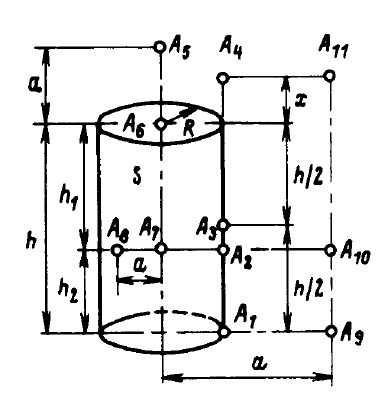 A₅ A₄ A₁₁
a x
A₆ R
S h/2
h₁
A₈ A₇ A₃
h a A₂ A₁₀
h₂ h/2
A₁ A₉
a